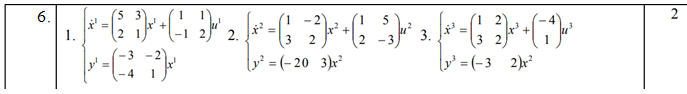 6. 1. { ẋ¹ = (5 3; 2 1)x¹ + (1 1; −1 2)u¹ 2. { ẋ² = (1 −2; 3 2)x² + (1 5; 2 −3)u² 3. { ẋ³ = (1 2; 3 2)x³ + (−4; 1)u³ 2
y¹ = (−3 −2; −4 1)x¹ y² = (−20 3)x² y³ = (−3 2)x³